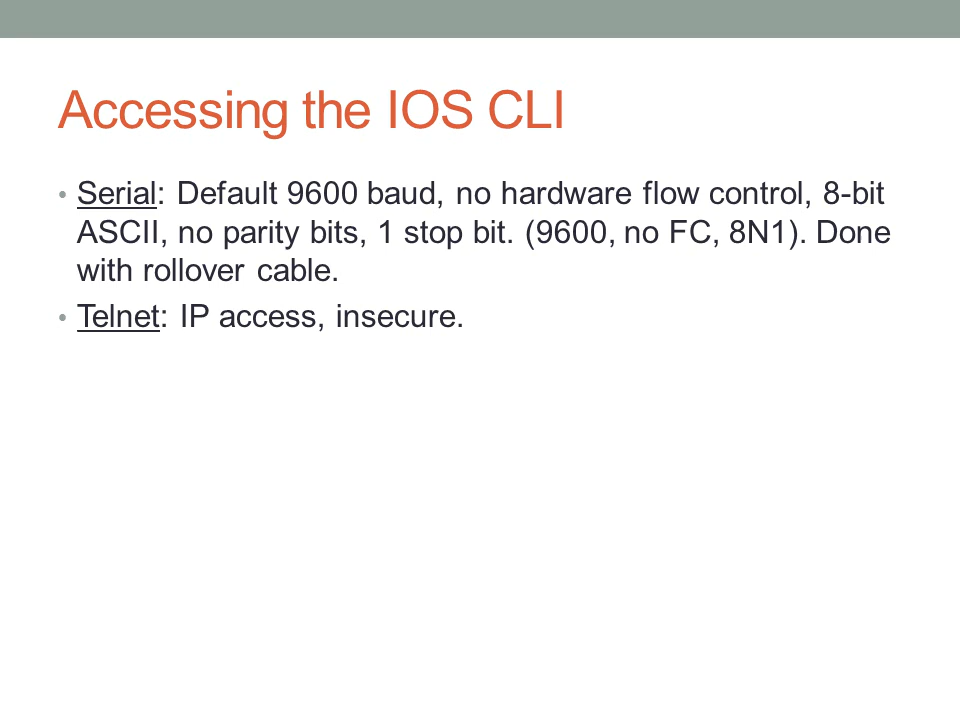 Accessing the IOS CLI
• Serial: Default 9600 baud, no hardware flow control, 8-bit
ASCII, no parity bits, 1 stop bit. (9600, no FC, 8N1). Done
with rollover cable.
• Telnet: IP access, insecure.